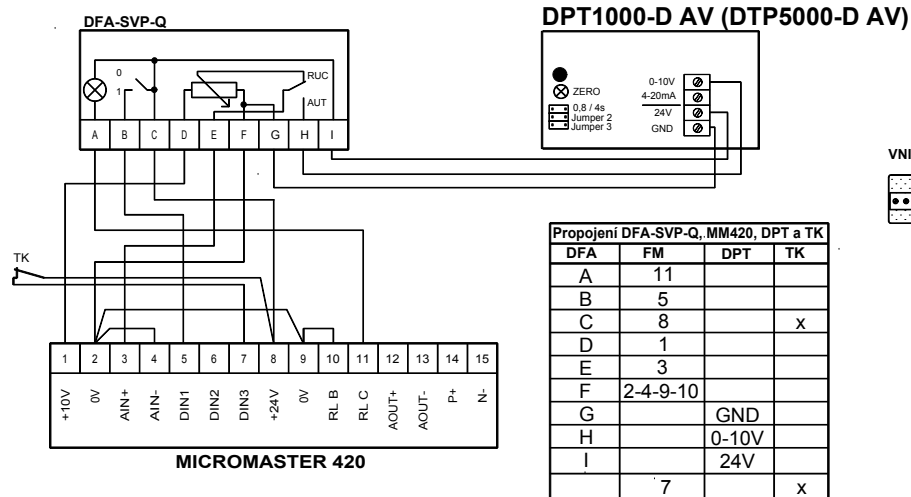 DFA-SVP-Q
0
1
RUC
AUT
A B C D E F G H I
DPT1000-D AV (DTP5000-D AV)
ZERO
0,8 / 4s
Jumper 2
Jumper 3
0-10V
4-20mA
24V
GND
VNI
TK
1 2 3 4 5 6 7 8 9 10 11 12 13 14 15
+10V 0V AIN+ AIN- DIN1 DIN2 DIN3 +24V 0V RL B RL C AOUT+ AOUT- P+ N-
MICROMASTER 420
Propojení DFA-SVP-Q, MM420, DPT a TK
DFA FM DPT TK
A 11
B 5
C 8 x
D 1
E 3
F 2-4-9-10
G GND
H 0-10V
I 24V
7 x